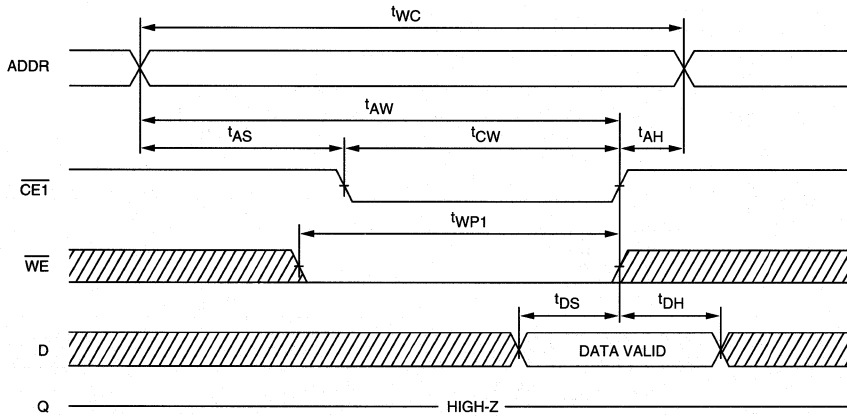 tWC
ADDR
tAW
tAS
tCW
tAH
CE1
tWP1
WE
tDS
tDH
D
DATA VALID
Q
HIGH-Z